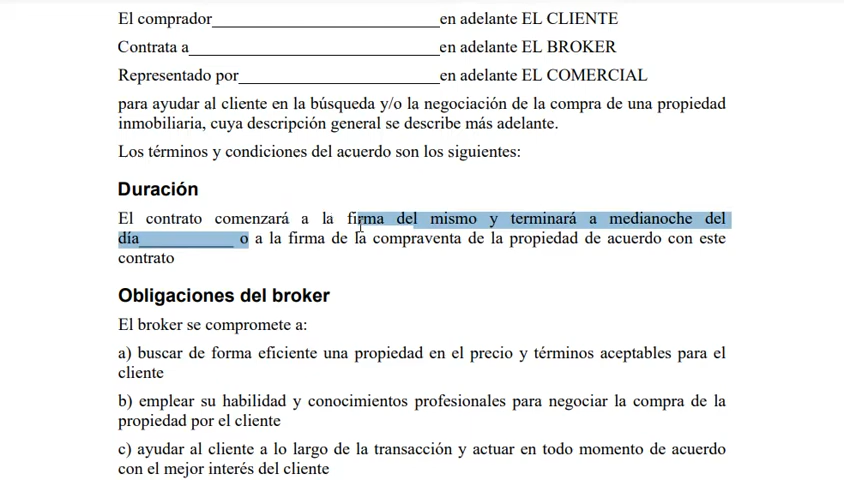 El comprador___________________________en adelante EL CLIENTE
Contrata a______________________________en adelante EL BROKER
Representado por________________________en adelante EL COMERCIAL
para ayudar al cliente en la búsqueda y/o la negociación de la compra de una propiedad
inmobiliaria, cuya descripción general se describe más adelante.
Los términos y condiciones del acuerdo son los siguientes:
Duración
El contrato comenzará a la firma del mismo y terminará a medianoche del
día___________ o a la firma de la compraventa de la propiedad de acuerdo con este
contrato
Obligaciones del broker
El broker se compromete a:
a) buscar de forma eficiente una propiedad en el precio y términos aceptables para el
cliente
b) emplear su habilidad y conocimientos profesionales para negociar la compra de la
propiedad por el cliente
c) ayudar al cliente a lo largo de la transacción y actuar en todo momento de acuerdo
con el mejor interés del cliente